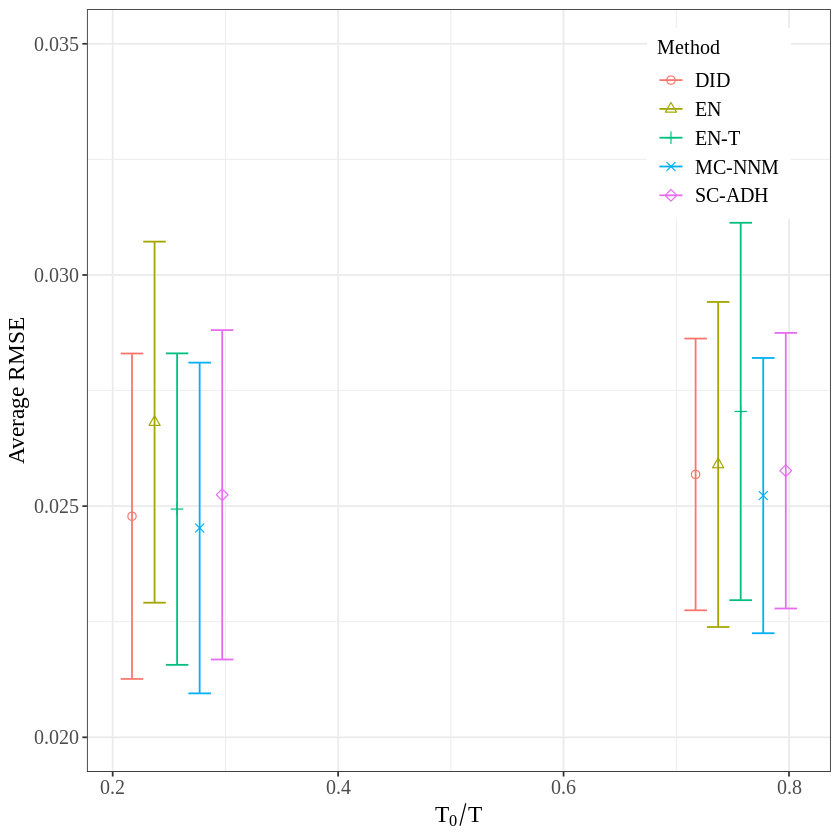 0.035
0.030
0.025
0.020
Average RMSE
Method
DID
EN
EN-T
MC-NNM
SC-ADH
0.2 0.4 0.6 0.8
T₀/T